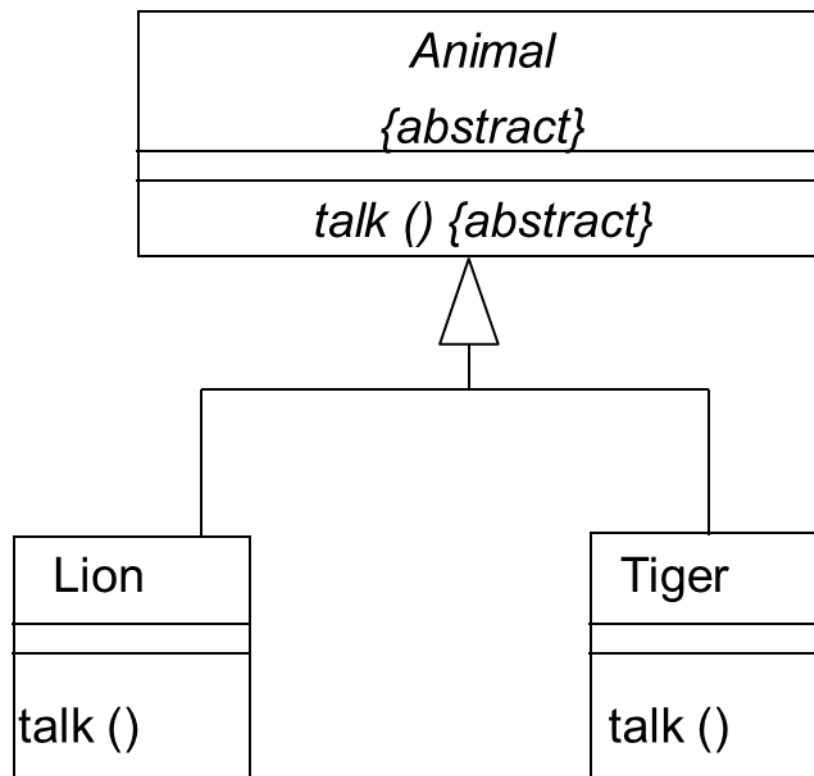 Animal
{abstract}
talk () {abstract}
Lion
Tiger
talk ()
talk ()